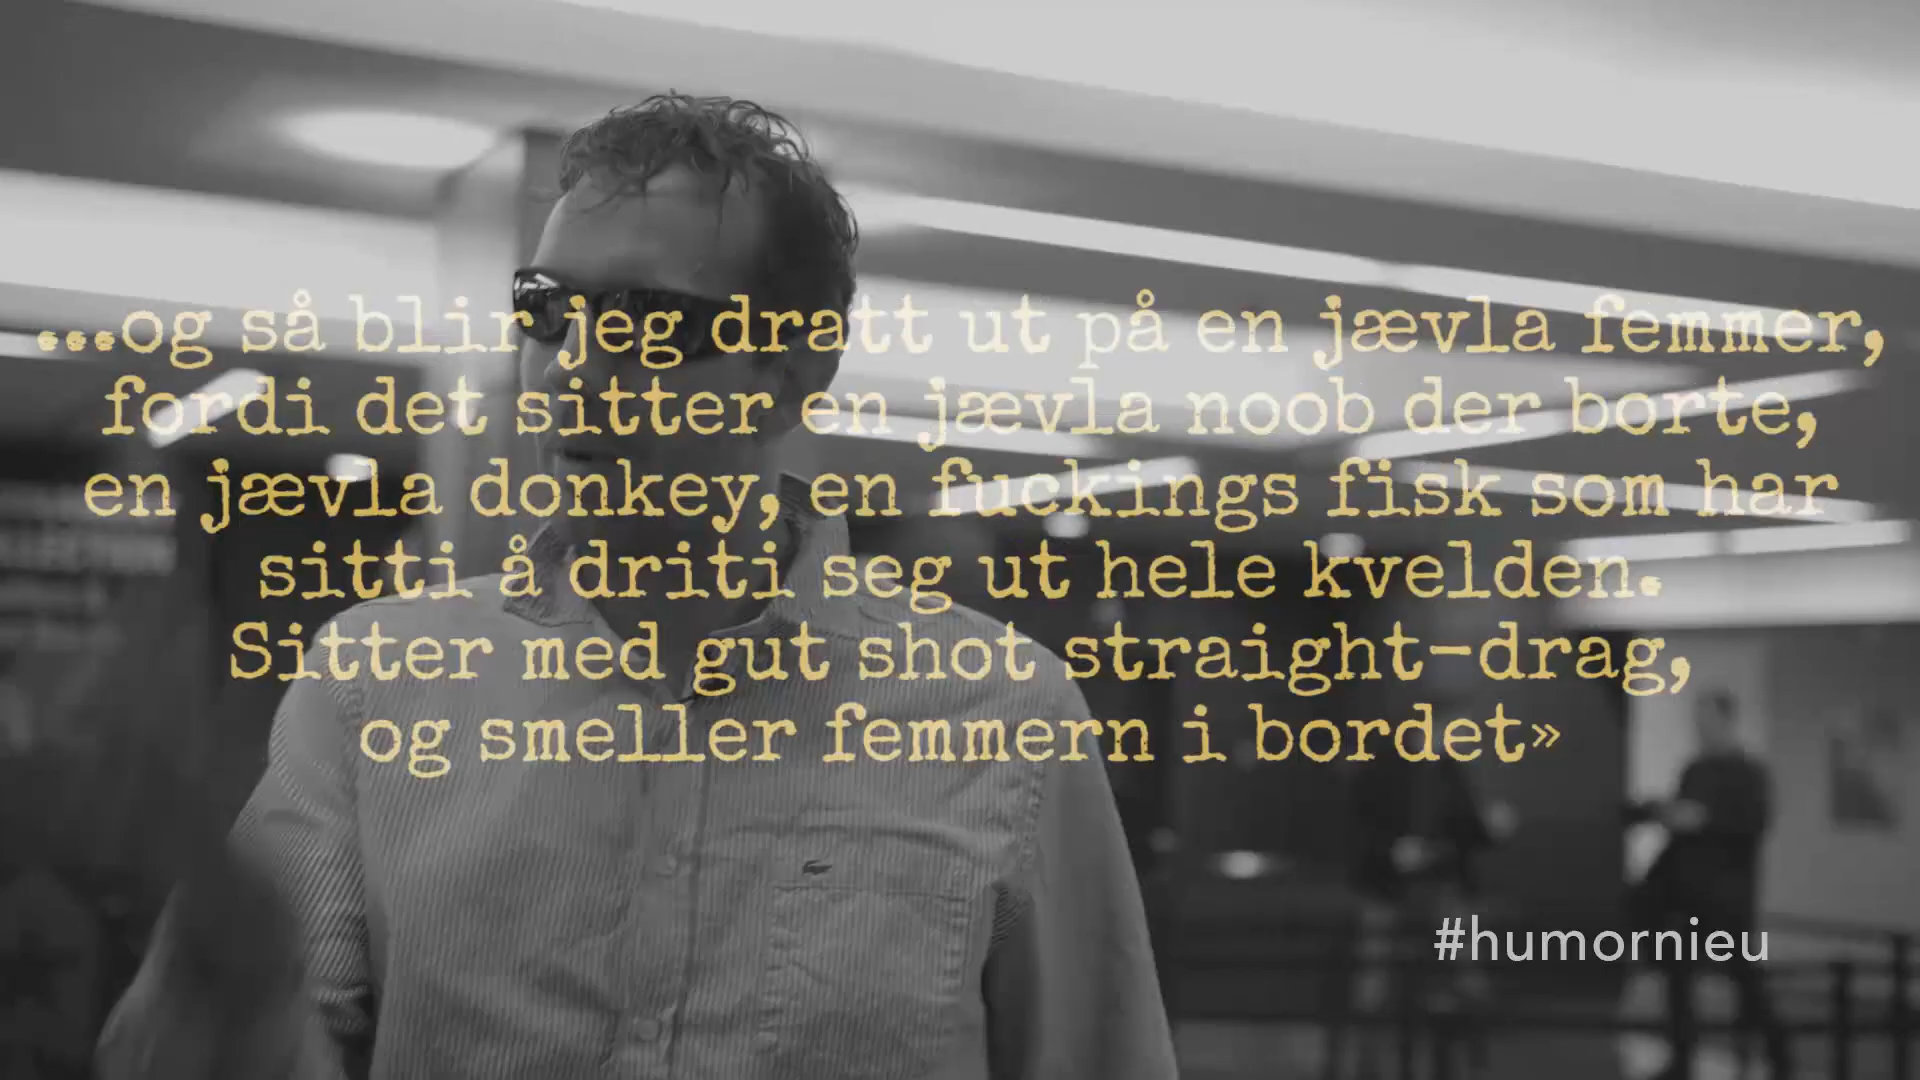 ...og så blir jeg dratt ut på en jævla femmer,
fordi det sitter en jævla noob der borte,
en jævla donkey, en fuckings fisk som har
sitti å driti seg ut hele kvelden.
Sitter med gut shot straight-drag,
og smeller femmern i bordet»
#humornieu